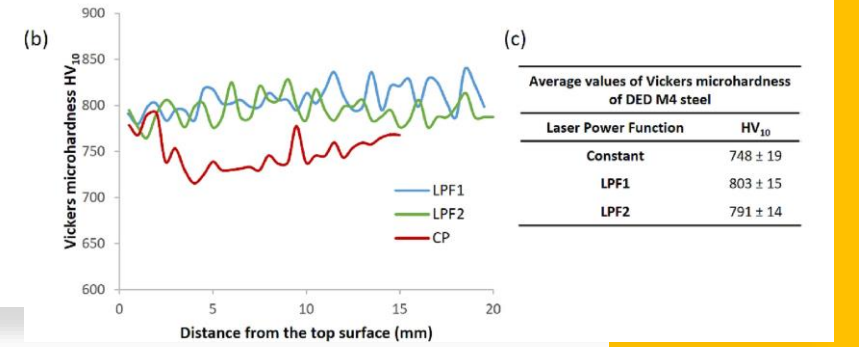 (b)
Vickers microhardness HV10
900
850
800
750
700
650
600
0
5
10
15
20
Distance from the top surface (mm)
LPF1
LPF2
CP
(c)
Average values of Vickers microhardness
of DED M4 steel
Laser Power Function HV10
Constant 748 ± 19
LPF1 803 ± 15
LPF2 791 ± 14